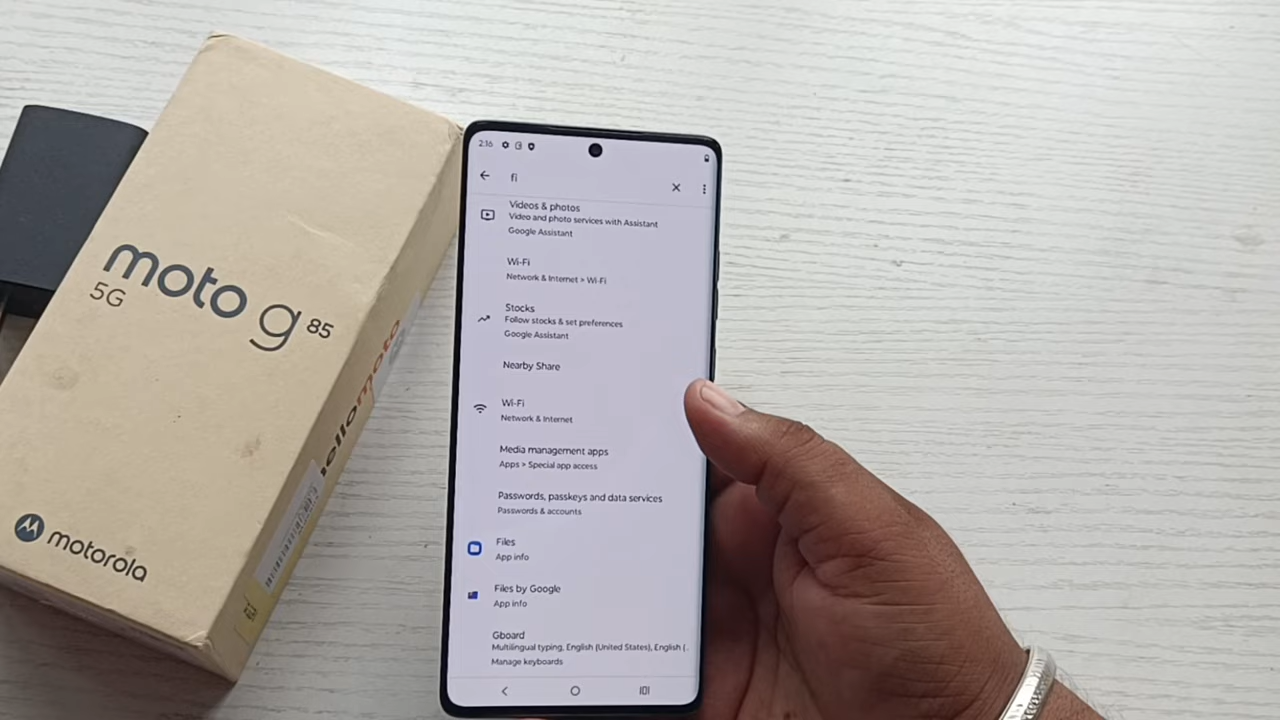 moto g 85
5G
hellomoto
motorola
2:16
fi
Videos & photos
Video and photo services with Assistant
Google Assistant
Wi-Fi
Network & Internet > Wi-Fi
Stocks
Follow stocks & set preferences
Google Assistant
Nearby Share
Wi-Fi
Network & Internet
Media management apps
Apps > Special app access
Passwords, passkeys and data services
Passwords & accounts
Files
App info
Files by Google
App info
Gboard
Multilingual typing, English (United States), English (
Manage keyboards